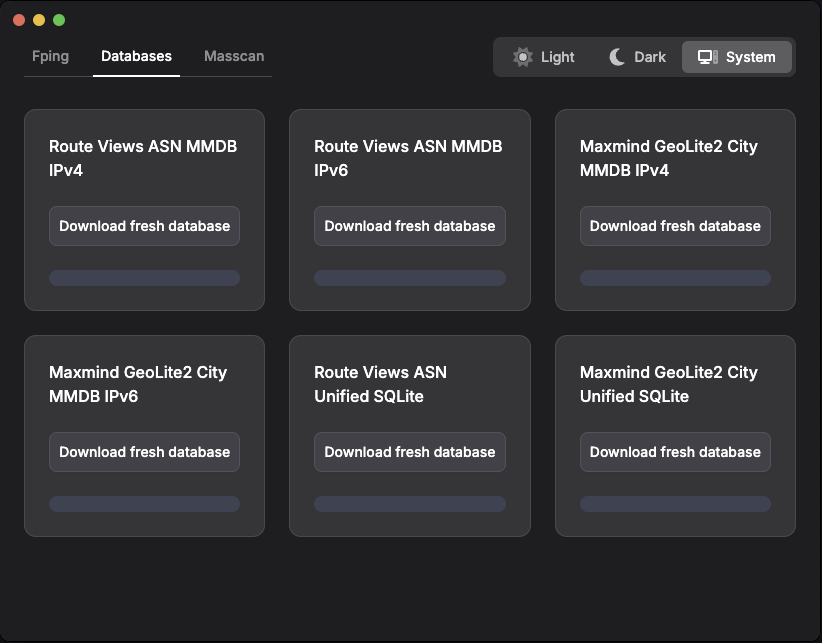 Fping Databases Masscan Light Dark System
Route Views ASN MMDB
IPv4
Download fresh database
Route Views ASN MMDB
IPv6
Download fresh database
Maxmind GeoLite2 City
MMDB IPv4
Download fresh database
Maxmind GeoLite2 City
MMDB IPv6
Download fresh database
Route Views ASN
Unified SQLite
Download fresh database
Maxmind GeoLite2 City
Unified SQLite
Download fresh database